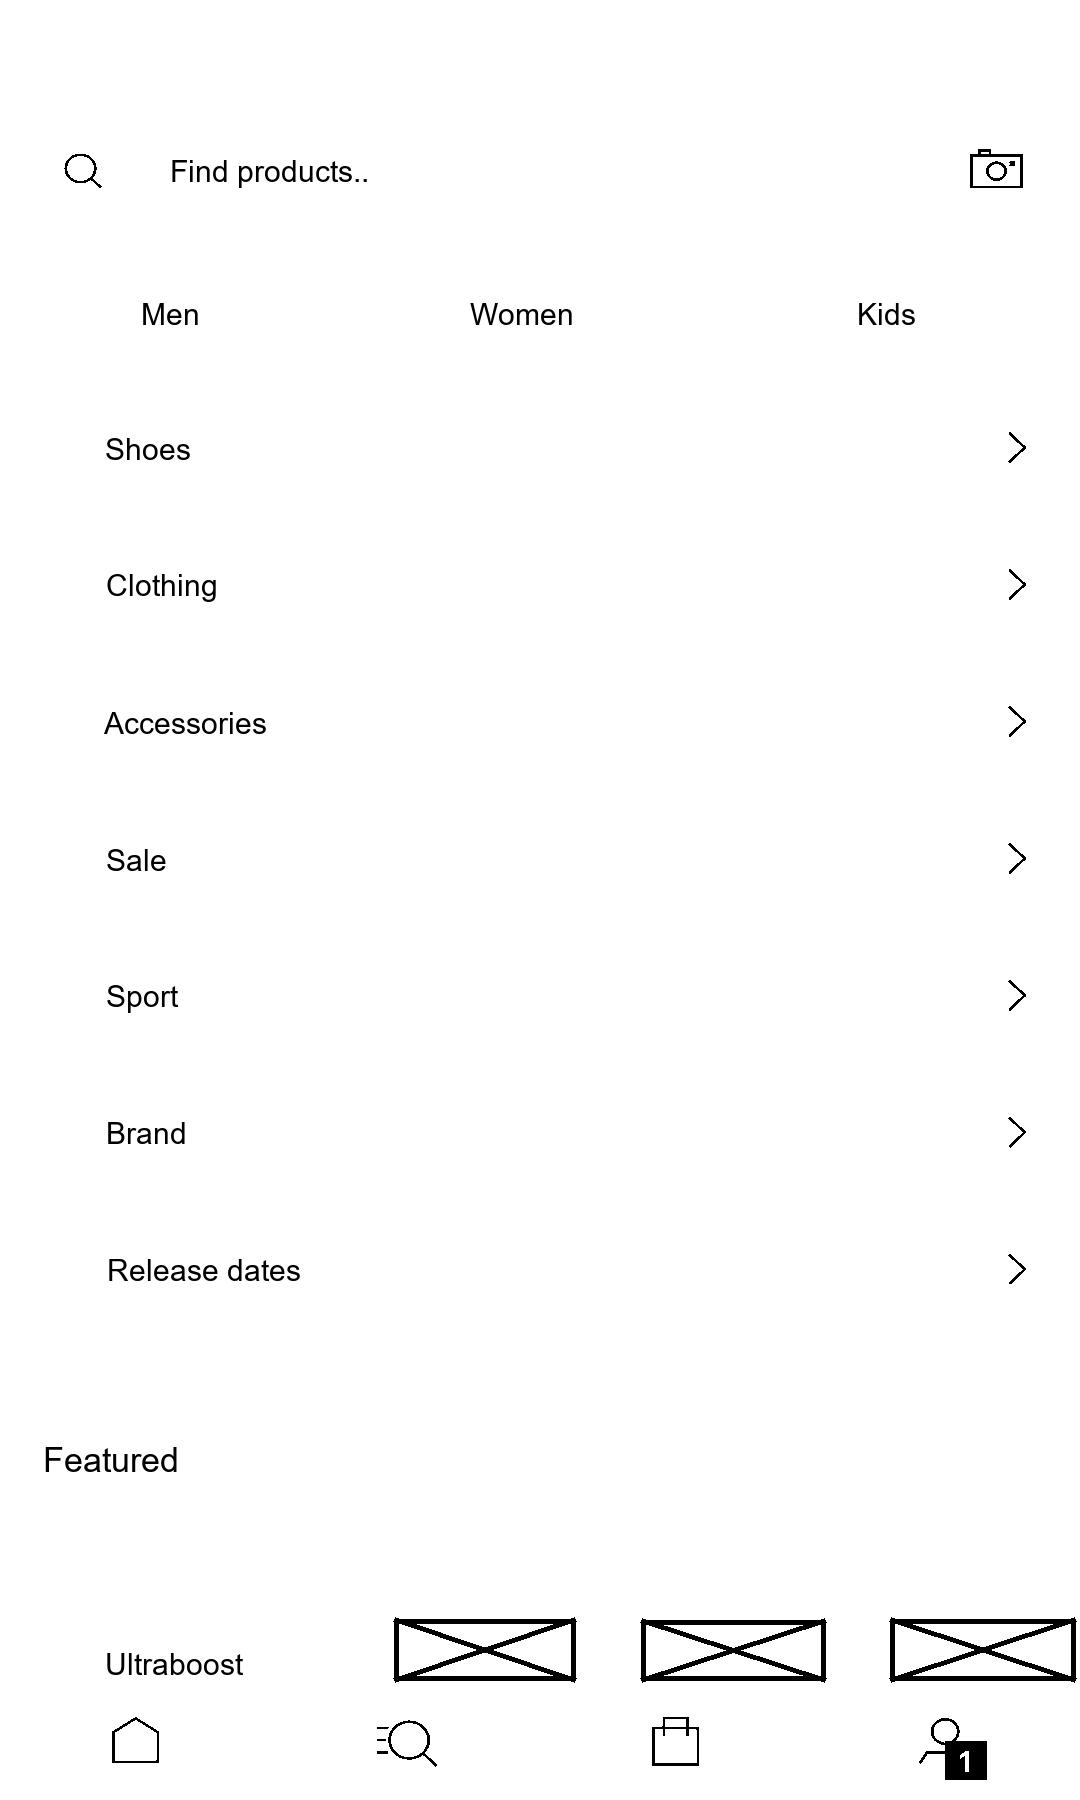 Find products..
Men Women Kids
Shoes
Clothing
Accessories
Sale
Sport
Brand
Release dates
Featured
Ultraboost
1